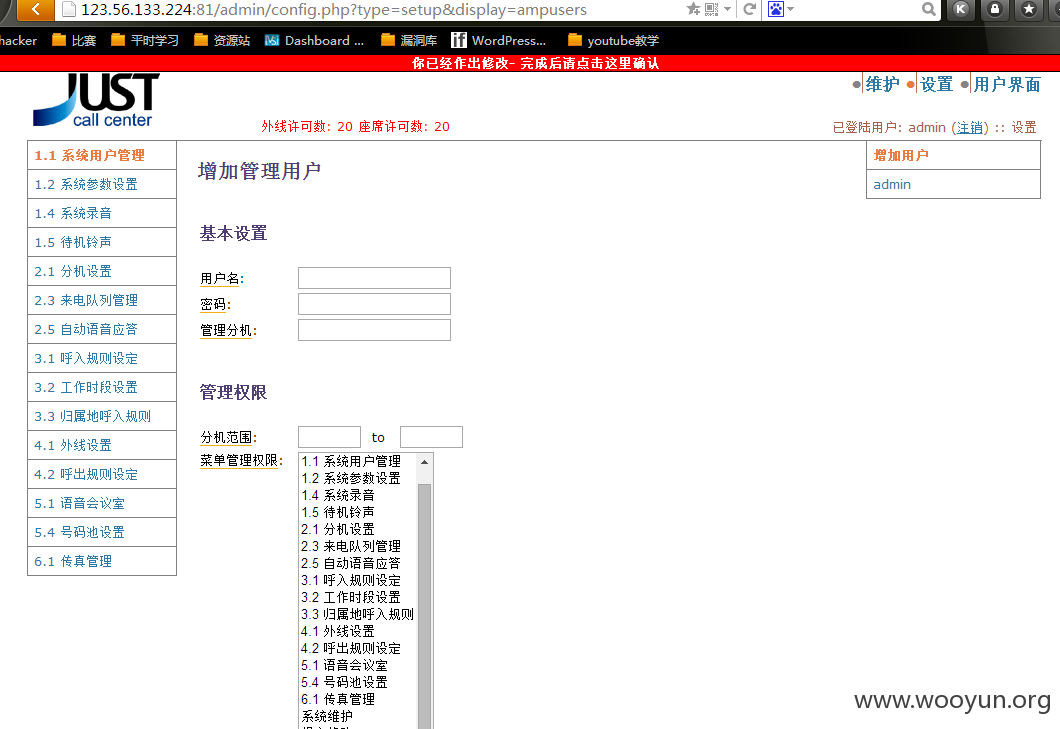 123.56.133.224:81/admin/config.php?type=setup&display=ampusers
hacker 比赛 平时学习 资源站 Dashboard ... 漏洞库 WordPress... youtube教学
你已经作出修改- 完成后请点击这里确认
JUST
call center
维护 设置 用户界面
外线许可数: 20 座席许可数: 20
已登陆用户: admin (注销) :: 设置
1.1 系统用户管理
1.2 系统参数设置
1.4 系统录音
1.5 待机铃声
2.1 分机设置
2.3 来电队列管理
2.5 自动语音应答
3.1 呼入规则设定
3.2 工作时段设置
3.3 归属地呼入规则
4.1 外线设置
4.2 呼出规则设定
5.1 语音会议室
5.4 号码池设置
6.1 传真管理
增加管理用户
基本设置
用户名:
密码:
管理分机:
管理权限
分机范围: to
菜单管理权限:
1.1 系统用户管理
1.2 系统参数设置
1.4 系统录音
1.5 待机铃声
2.1 分机设置
2.3 来电队列管理
2.5 自动语音应答
3.1 呼入规则设定
3.2 工作时段设置
3.3 归属地呼入规则
4.1 外线设置
4.2 呼出规则设定
5.1 语音会议室
5.4 号码池设置
6.1 传真管理
系统维护
增加用户
admin
www.wooyun.org